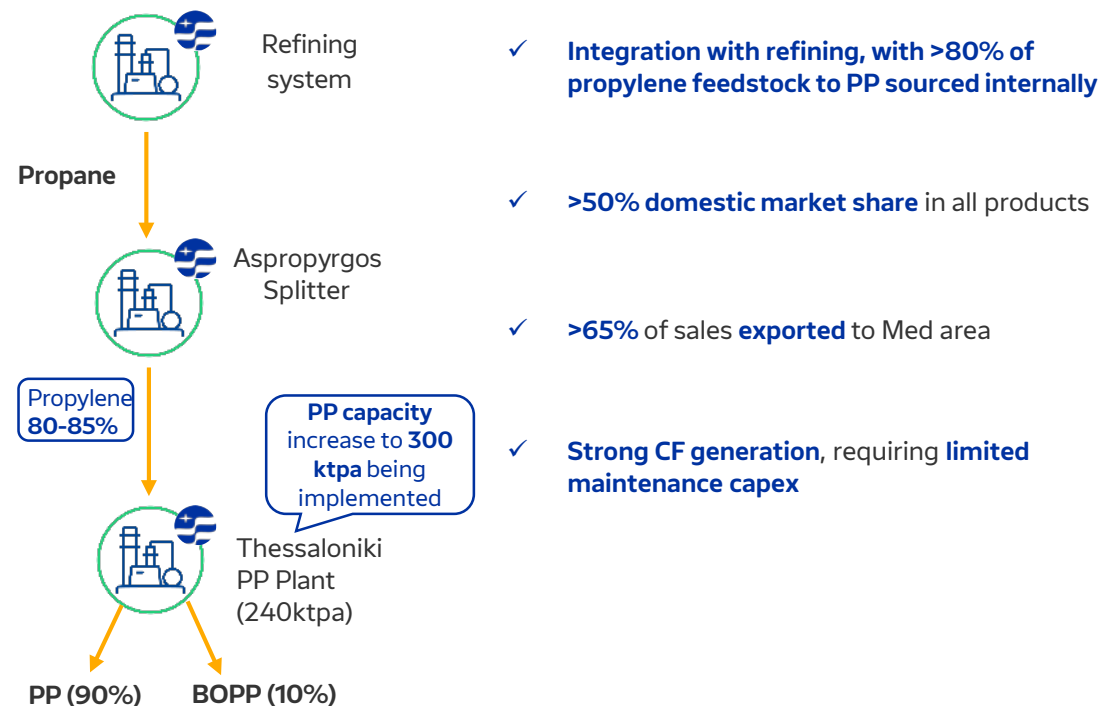 Refining
system
Propane
Aspropyrgos
Splitter
Propylene
80-85%
PP capacity
increase to 300
ktpa being
implemented
Thessaloniki
PP Plant
(240ktpa)
PP (90%)
BOPP (10%)
✓ Integration with refining, with >80% of
propylene feedstock to PP sourced internally
✓ >50% domestic market share in all products
✓ >65% of sales exported to Med area
✓ Strong CF generation, requiring limited
maintenance capex